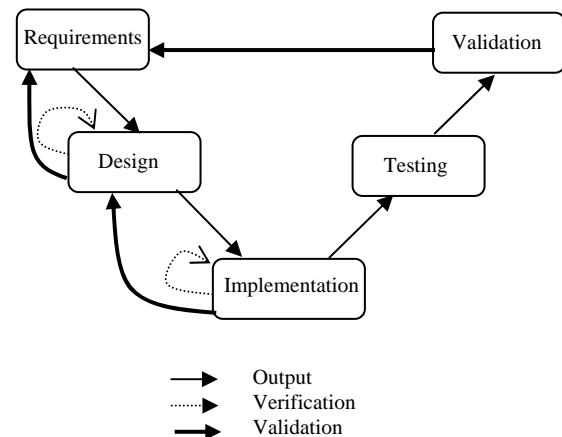 Requirements
Validation
Design
Testing
Implementation
Output
Verification
Validation